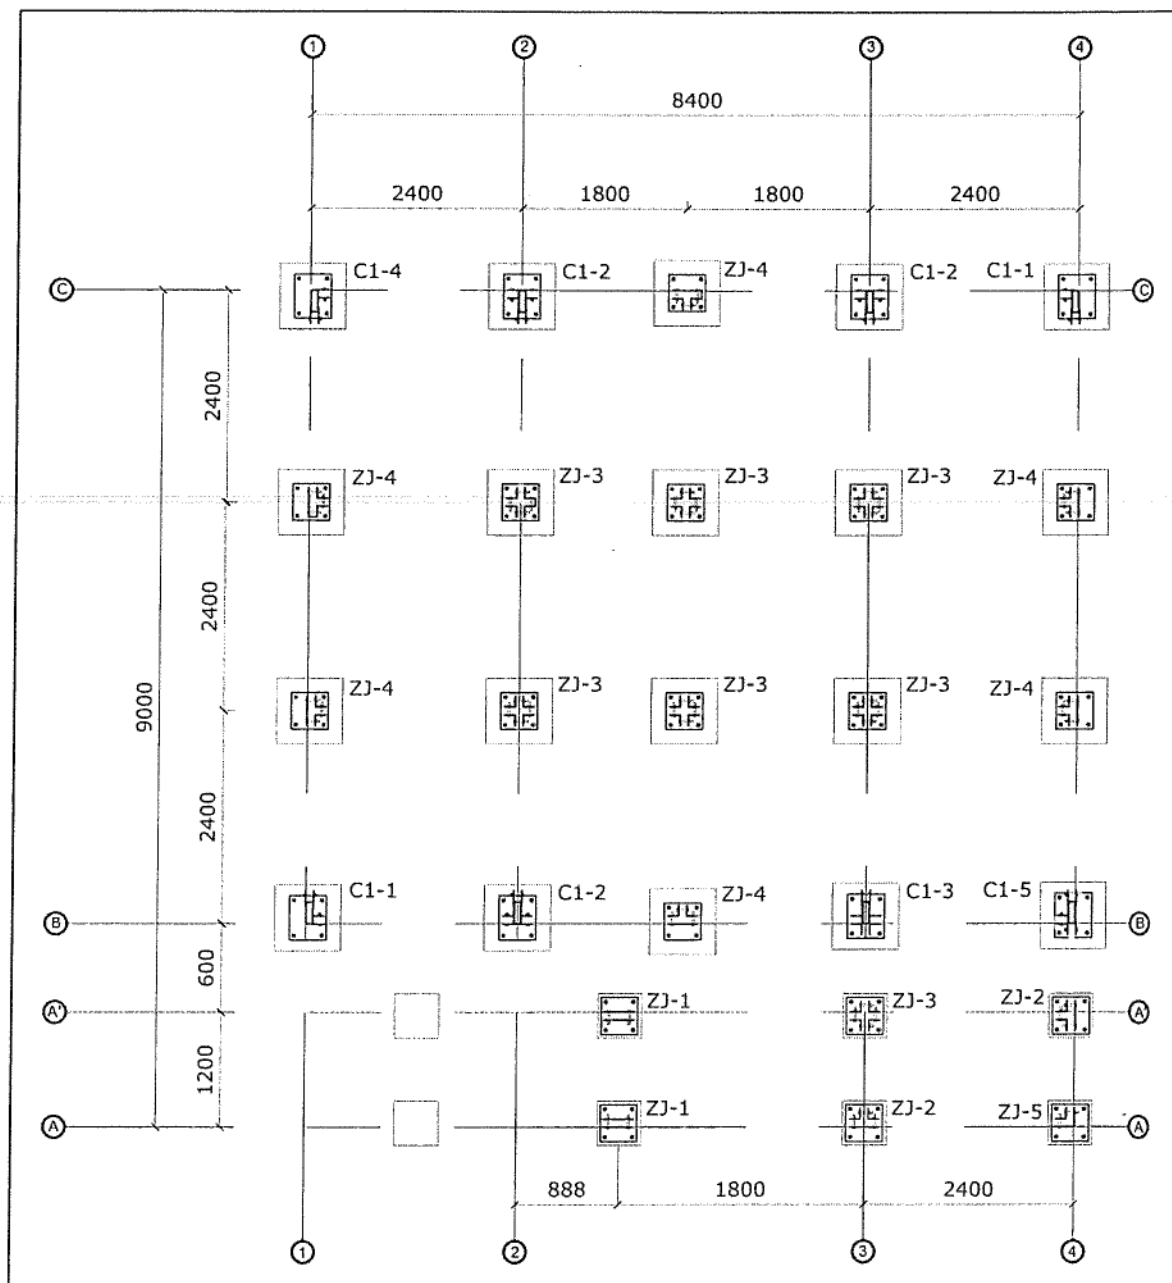 1 2 3 4
8400
2400 1800 1800 2400
C1-4 C1-2 ZJ-4 C1-2 C1-1
C C
2400
ZJ-4 ZJ-3 ZJ-3 ZJ-3 ZJ-4
2400
ZJ-4 ZJ-3 ZJ-3 ZJ-3 ZJ-4
9000
2400
C1-1 C1-2 ZJ-4 C1-3 C1-5
B B
600
ZJ-1 ZJ-3 ZJ-2
A' A'
1200
ZJ-1 ZJ-2 ZJ-5
A A
888 1800 2400
1 2 3 4